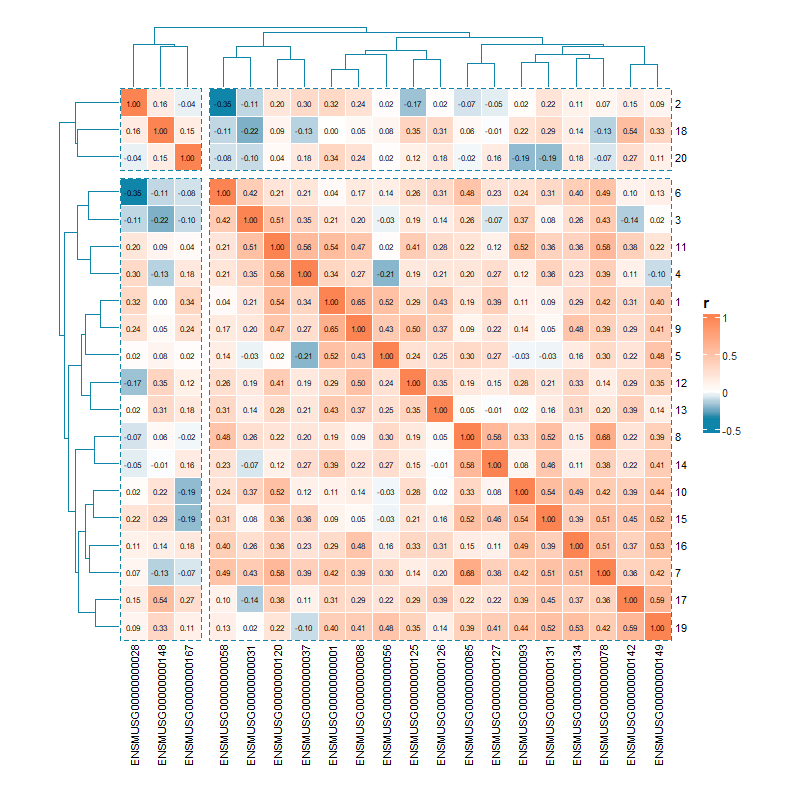 1.00 0.16 -0.04 -0.35 -0.11 0.20 0.30 0.32 0.24 0.02 -0.17 0.02 -0.07 -0.05 0.02 0.22 0.11 0.07 0.15 0.09 2
0.16 1.00 0.15 -0.11 -0.22 0.09 -0.13 0.00 0.05 0.08 0.35 0.31 0.06 -0.01 0.22 0.29 0.14 -0.13 0.54 0.33 18
-0.04 0.15 1.00 -0.08 -0.10 0.04 0.18 0.34 0.24 0.02 0.12 0.18 -0.02 0.16 -0.19 -0.19 0.18 -0.07 0.27 0.11 20
-0.35 -0.11 -0.08 1.00 0.42 0.21 0.21 0.04 0.17 0.14 0.26 0.31 0.48 0.23 0.24 0.31 0.40 0.49 0.10 0.13 6
-0.11 -0.22 -0.10 0.42 1.00 0.51 0.35 0.21 0.20 -0.03 0.19 0.14 0.26 -0.07 0.37 0.08 0.26 0.43 -0.14 0.02 3
0.20 0.09 0.04 0.21 0.51 1.00 0.56 0.54 0.47 0.02 0.41 0.28 0.22 0.12 0.52 0.36 0.36 0.58 0.38 0.22 11
0.30 -0.13 0.18 0.21 0.35 0.56 1.00 0.34 0.27 -0.21 0.19 0.21 0.20 0.27 0.12 0.36 0.23 0.39 0.11 -0.10 4
0.32 0.00 0.34 0.04 0.21 0.54 0.34 1.00 0.65 0.52 0.29 0.43 0.19 0.39 0.11 0.09 0.29 0.42 0.31 0.40 1
0.24 0.05 0.24 0.17 0.20 0.47 0.27 0.65 1.00 0.43 0.50 0.37 0.09 0.22 0.14 0.05 0.48 0.39 0.29 0.41 9
0.02 0.08 0.02 0.14 -0.03 0.02 -0.21 0.52 0.43 1.00 0.24 0.25 0.30 0.27 -0.03 -0.03 0.16 0.30 0.22 0.48 5
-0.17 0.35 0.12 0.26 0.19 0.41 0.19 0.29 0.50 0.24 1.00 0.35 0.19 0.15 0.28 0.21 0.33 0.14 0.29 0.35 12
0.02 0.31 0.18 0.31 0.14 0.28 0.21 0.43 0.37 0.25 0.35 1.00 0.05 -0.01 0.02 0.16 0.31 0.20 0.39 0.14 13
-0.07 0.06 -0.02 0.48 0.26 0.22 0.20 0.19 0.09 0.30 0.19 0.05 1.00 0.58 0.33 0.52 0.15 0.68 0.22 0.39 8
-0.05 -0.01 0.16 0.23 -0.07 0.12 0.27 0.39 0.22 0.27 0.15 -0.01 0.58 1.00 0.08 0.46 0.11 0.38 0.22 0.41 14
0.02 0.22 -0.19 0.24 0.37 0.52 0.12 0.11 0.14 -0.03 0.28 0.02 0.33 0.08 1.00 0.54 0.49 0.42 0.39 0.44 10
0.22 0.29 -0.19 0.31 0.08 0.36 0.36 0.09 0.05 -0.03 0.21 0.16 0.52 0.46 0.54 1.00 0.39 0.51 0.45 0.52 15
0.11 0.14 0.18 0.40 0.26 0.36 0.23 0.29 0.48 0.16 0.33 0.31 0.15 0.11 0.49 0.39 1.00 0.51 0.37 0.53 16
0.07 -0.13 -0.07 0.49 0.43 0.58 0.39 0.42 0.39 0.30 0.14 0.20 0.68 0.38 0.42 0.51 0.51 1.00 0.36 0.42 7
0.15 0.54 0.27 0.10 -0.14 0.38 0.11 0.31 0.29 0.22 0.29 0.39 0.22 0.22 0.39 0.45 0.37 0.36 1.00 0.59 17
0.09 0.33 0.11 0.13 0.02 0.22 -0.10 0.40 0.41 0.48 0.35 0.14 0.39 0.41 0.44 0.52 0.53 0.42 0.59 1.00 19
ENSMUSG00000000028
ENSMUSG00000000148
ENSMUSG00000000167
ENSMUSG00000000058
ENSMUSG00000000031
ENSMUSG00000000120
ENSMUSG00000000037
ENSMUSG00000000001
ENSMUSG00000000088
ENSMUSG00000000056
ENSMUSG00000000125
ENSMUSG00000000126
ENSMUSG00000000085
ENSMUSG00000000127
ENSMUSG00000000093
ENSMUSG00000000131
ENSMUSG00000000134
ENSMUSG00000000078
ENSMUSG00000000142
ENSMUSG00000000149
r
1
0.5
0
-0.5